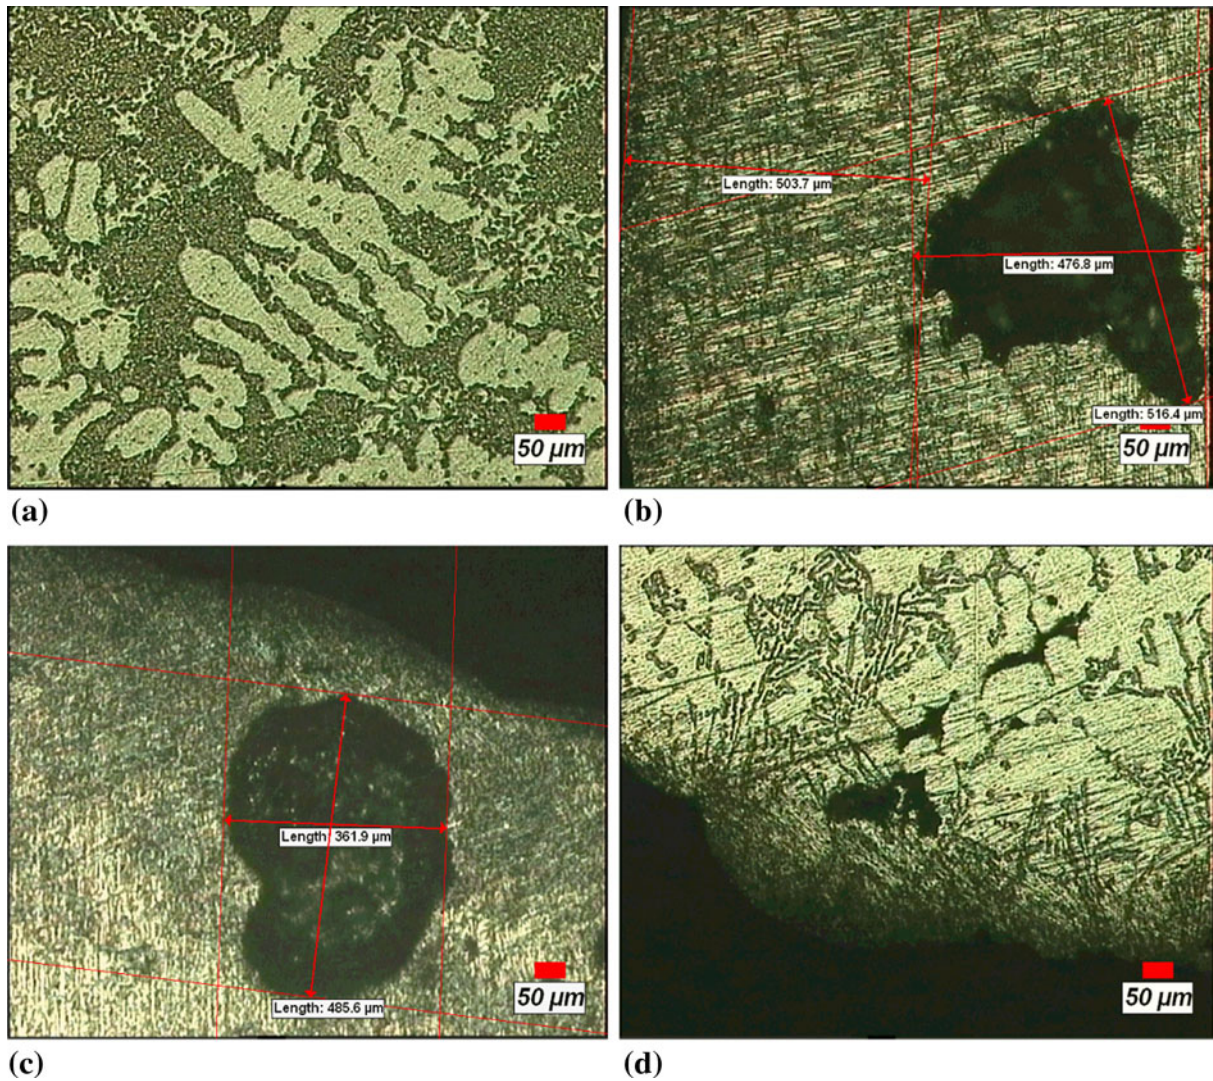 50 µm
(a)
Length: 503.7 µm
Length: 476.8 µm
Length: 516.4 µm
50 µm
(b)
Length: 361.9 µm
Length: 485.6 µm
50 µm
(c)
50 µm
(d)